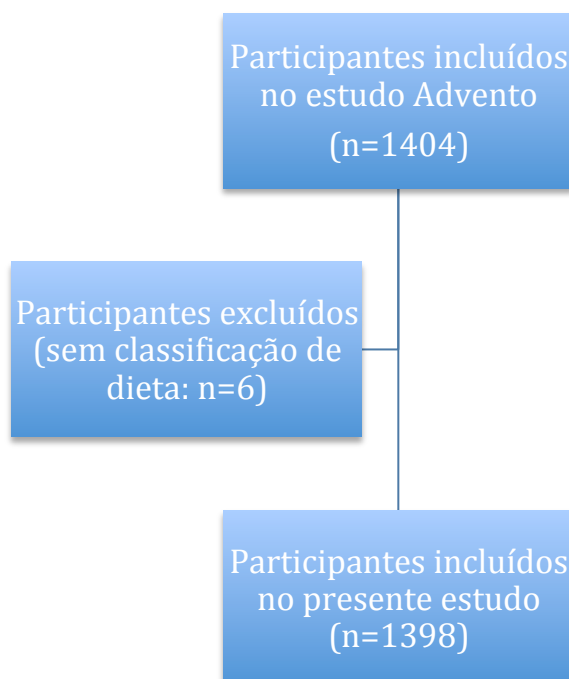 Participantes incluídos
no estudo Advento
(n=1404)
Participantes excluídos
(sem classificação de
dieta: n=6)
Participantes incluídos
no presente estudo
(n=1398)